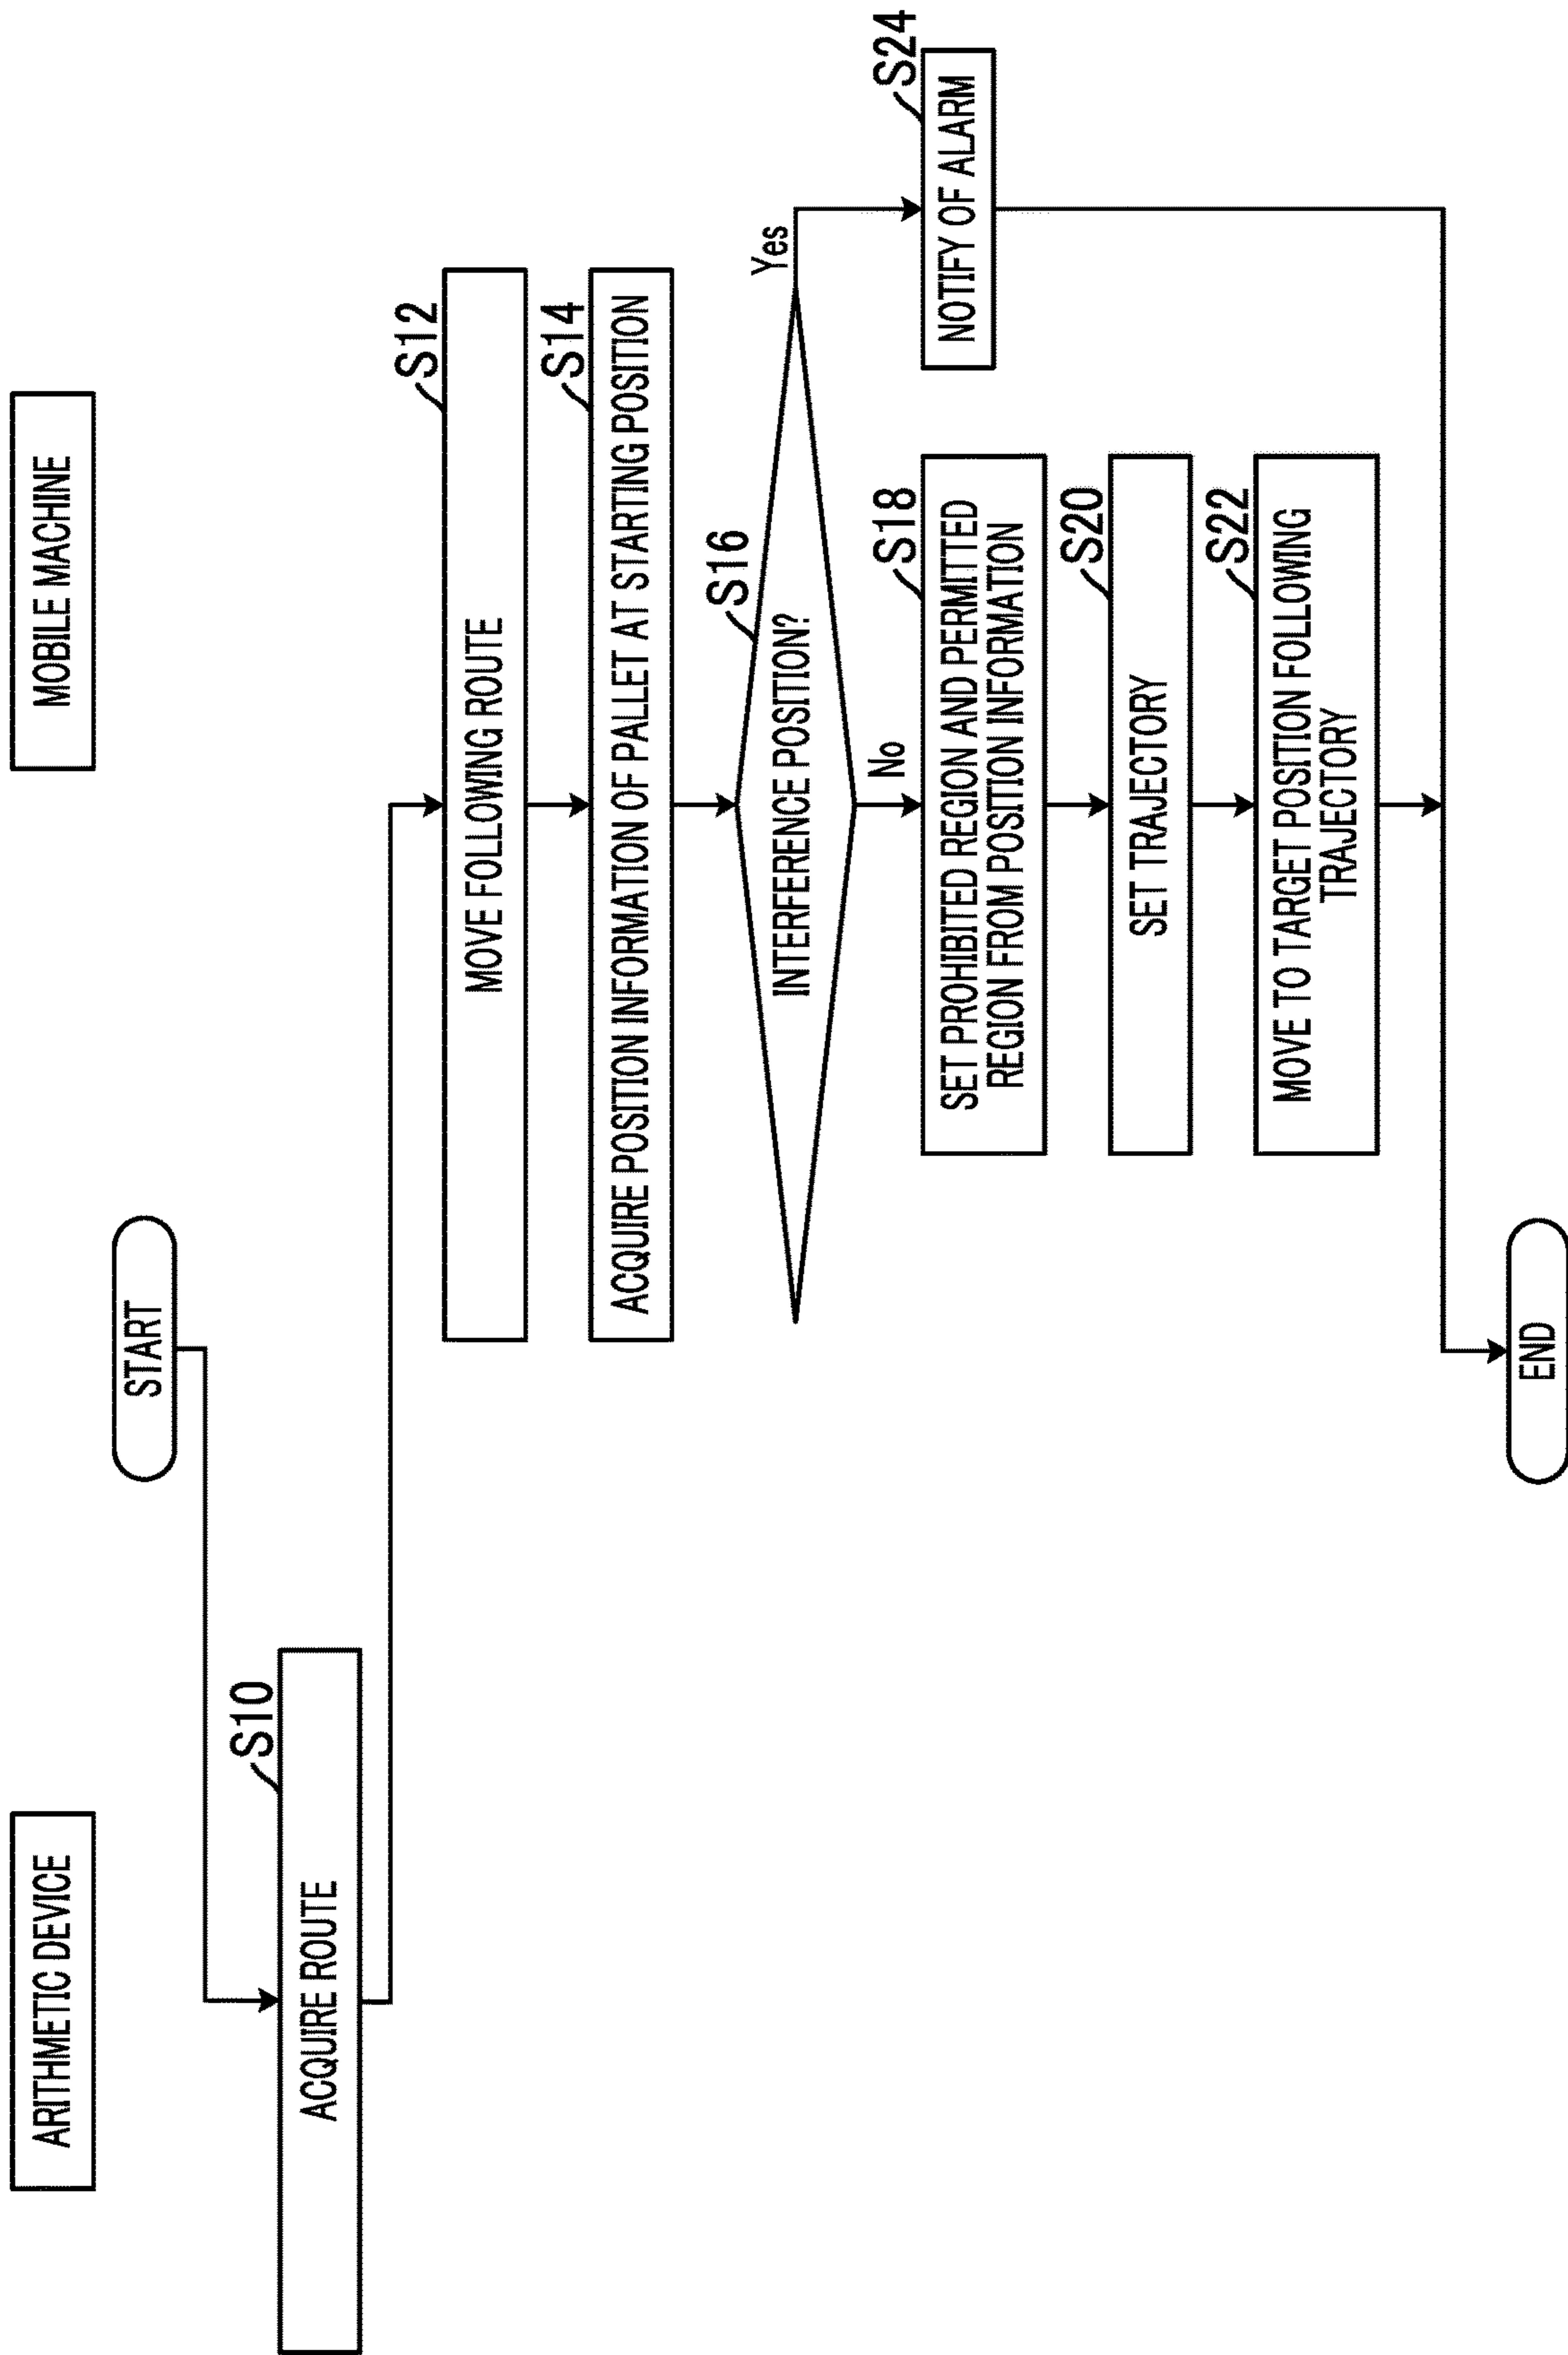 ARITHMETIC DEVICE
MOBILE MACHINE
START
S10
ACQUIRE ROUTE
S12
MOVE FOLLOWING ROUTE
S14
ACQUIRE POSITION INFORMATION OF PALLET AT STARTING POSITION
S16
INTERFERENCE POSITION?
Yes
No
S18
SET PROHIBITED REGION AND PERMITTED
REGION FROM POSITION INFORMATION
S24
NOTIFY OF ALARM
S20
SET TRAJECTORY
S22
MOVE TO TARGET POSITION FOLLOWING
TRAJECTORY
END